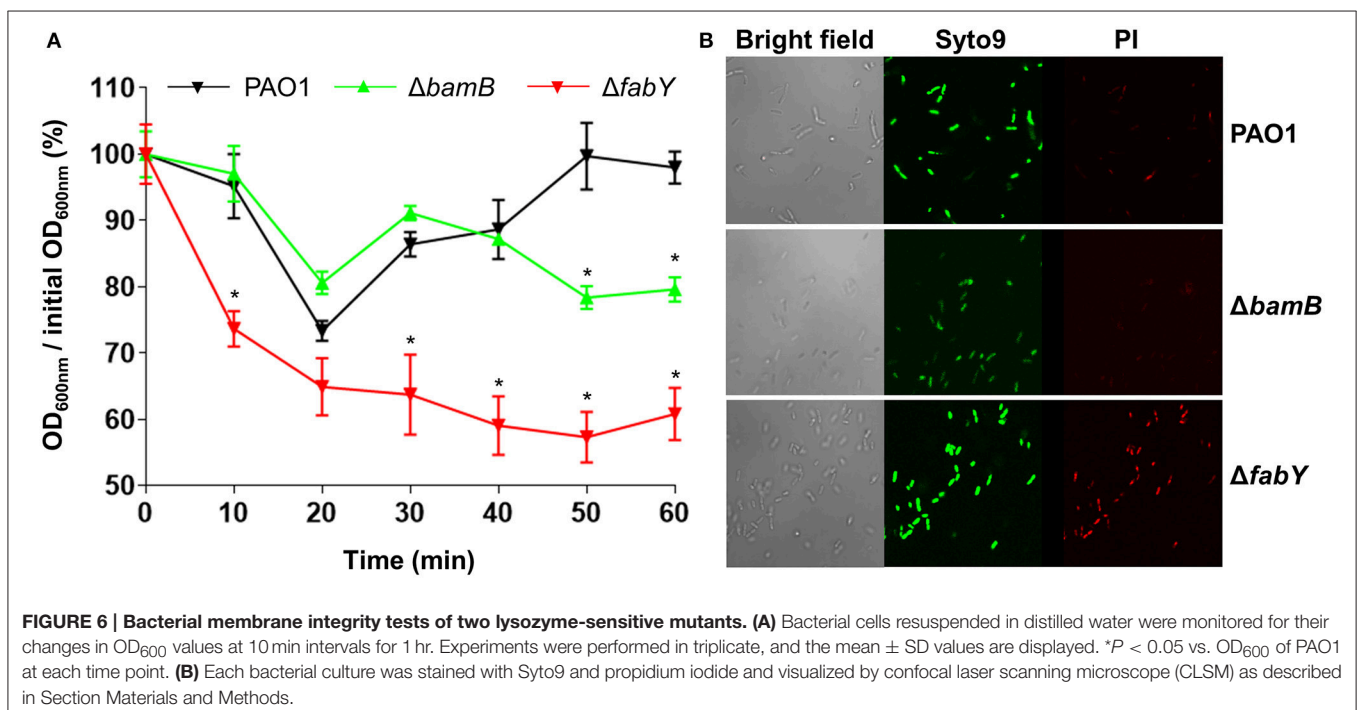 A
PAO1 ΔbamB ΔfabY
110
100
90
80
70
60
50
OD600nm / initial OD600nm (%)
* * * * * * *
0 10 20 30 40 50 60
Time (min)
B
Bright field Syto9 PI
PAO1
ΔbamB
ΔfabY
FIGURE 6 | Bacterial membrane integrity tests of two lysozyme-sensitive mutants. (A) Bacterial cells resuspended in distilled water were monitored for their
changes in OD600 values at 10 min intervals for 1 hr. Experiments were performed in triplicate, and the mean ± SD values are displayed. *P < 0.05 vs. OD600 of PAO1
at each time point. (B) Each bacterial culture was stained with Syto9 and propidium iodide and visualized by confocal laser scanning microscope (CLSM) as described
in Section Materials and Methods.